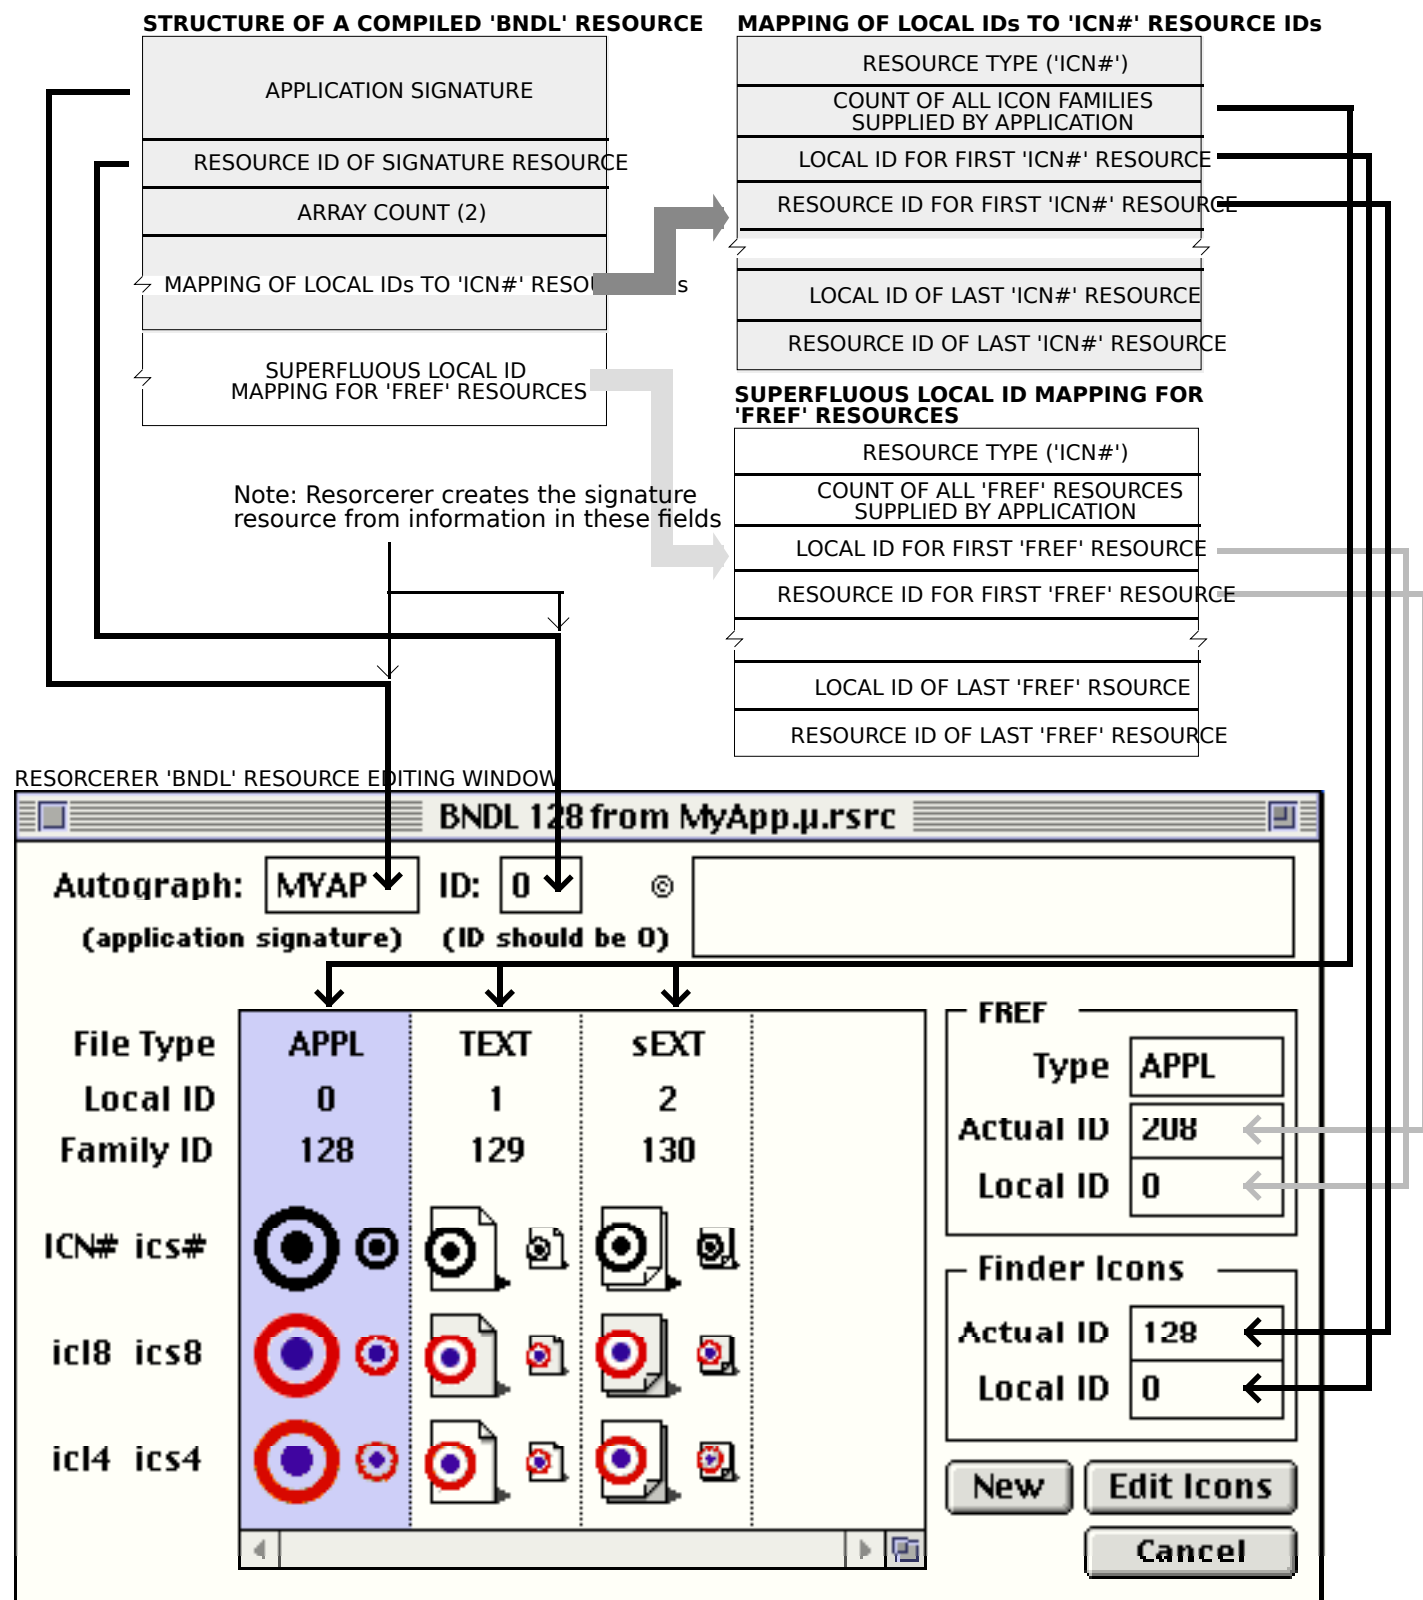 STRUCTURE OF A COMPILED 'BNDL' RESOURCE
APPLICATION SIGNATURE
RESOURCE ID OF SIGNATURE RESOURCE
ARRAY COUNT (2)
MAPPING OF LOCAL IDs TO 'ICN#' s
SUPERFLUOUS LOCAL ID
MAPPING FOR 'FREF' RESOURCES
MAPPING OF LOCAL IDs TO 'ICN#' RESOURCE IDs
RESOURCE TYPE ('ICN#')
COUNT OF ALL ICON FAMILIES
SUPPLIED BY APPLICATION
LOCAL ID FOR FIRST 'ICN#' RESOURCE
RESOURCE ID FOR FIRST 'ICN#' RESOURCE
LOCAL ID OF LAST 'ICN#' RESOURCE
RESOURCE ID OF LAST 'ICN#' RESOURCE
SUPERFLUOUS LOCAL ID MAPPING FOR
'FREF' RESOURCES
RESOURCE TYPE ('ICN#')
COUNT OF ALL 'FREF' RESOURCES
SUPPLIED BY APPLICATION
LOCAL ID FOR FIRST 'FREF' RESOURCE
RESOURCE ID FOR FIRST 'FREF' RESOURCE
LOCAL ID OF LAST 'FREF' RSOURCE
RESOURCE ID OF LAST 'FREF' RESOURCE
Note: Resorcerer creates the signature
resource from information in these fields
RESORCERER 'BNDL' RESOURCE EDITING WINDOW
BNDL 128 from MyApp.µ.rsrc
Autograph: MYAP ID: 0 ©
(application signature) (ID should be 0)
File Type APPL TEXT sEXT
Local ID 0 1 2
Family ID 128 129 130
ICN# ics#
icl8 ics8
icl4 ics4
FREF
Type APPL
Actual ID 208
Local ID 0
Finder Icons
Actual ID 128
Local ID 0
New Edit Icons
Cancel